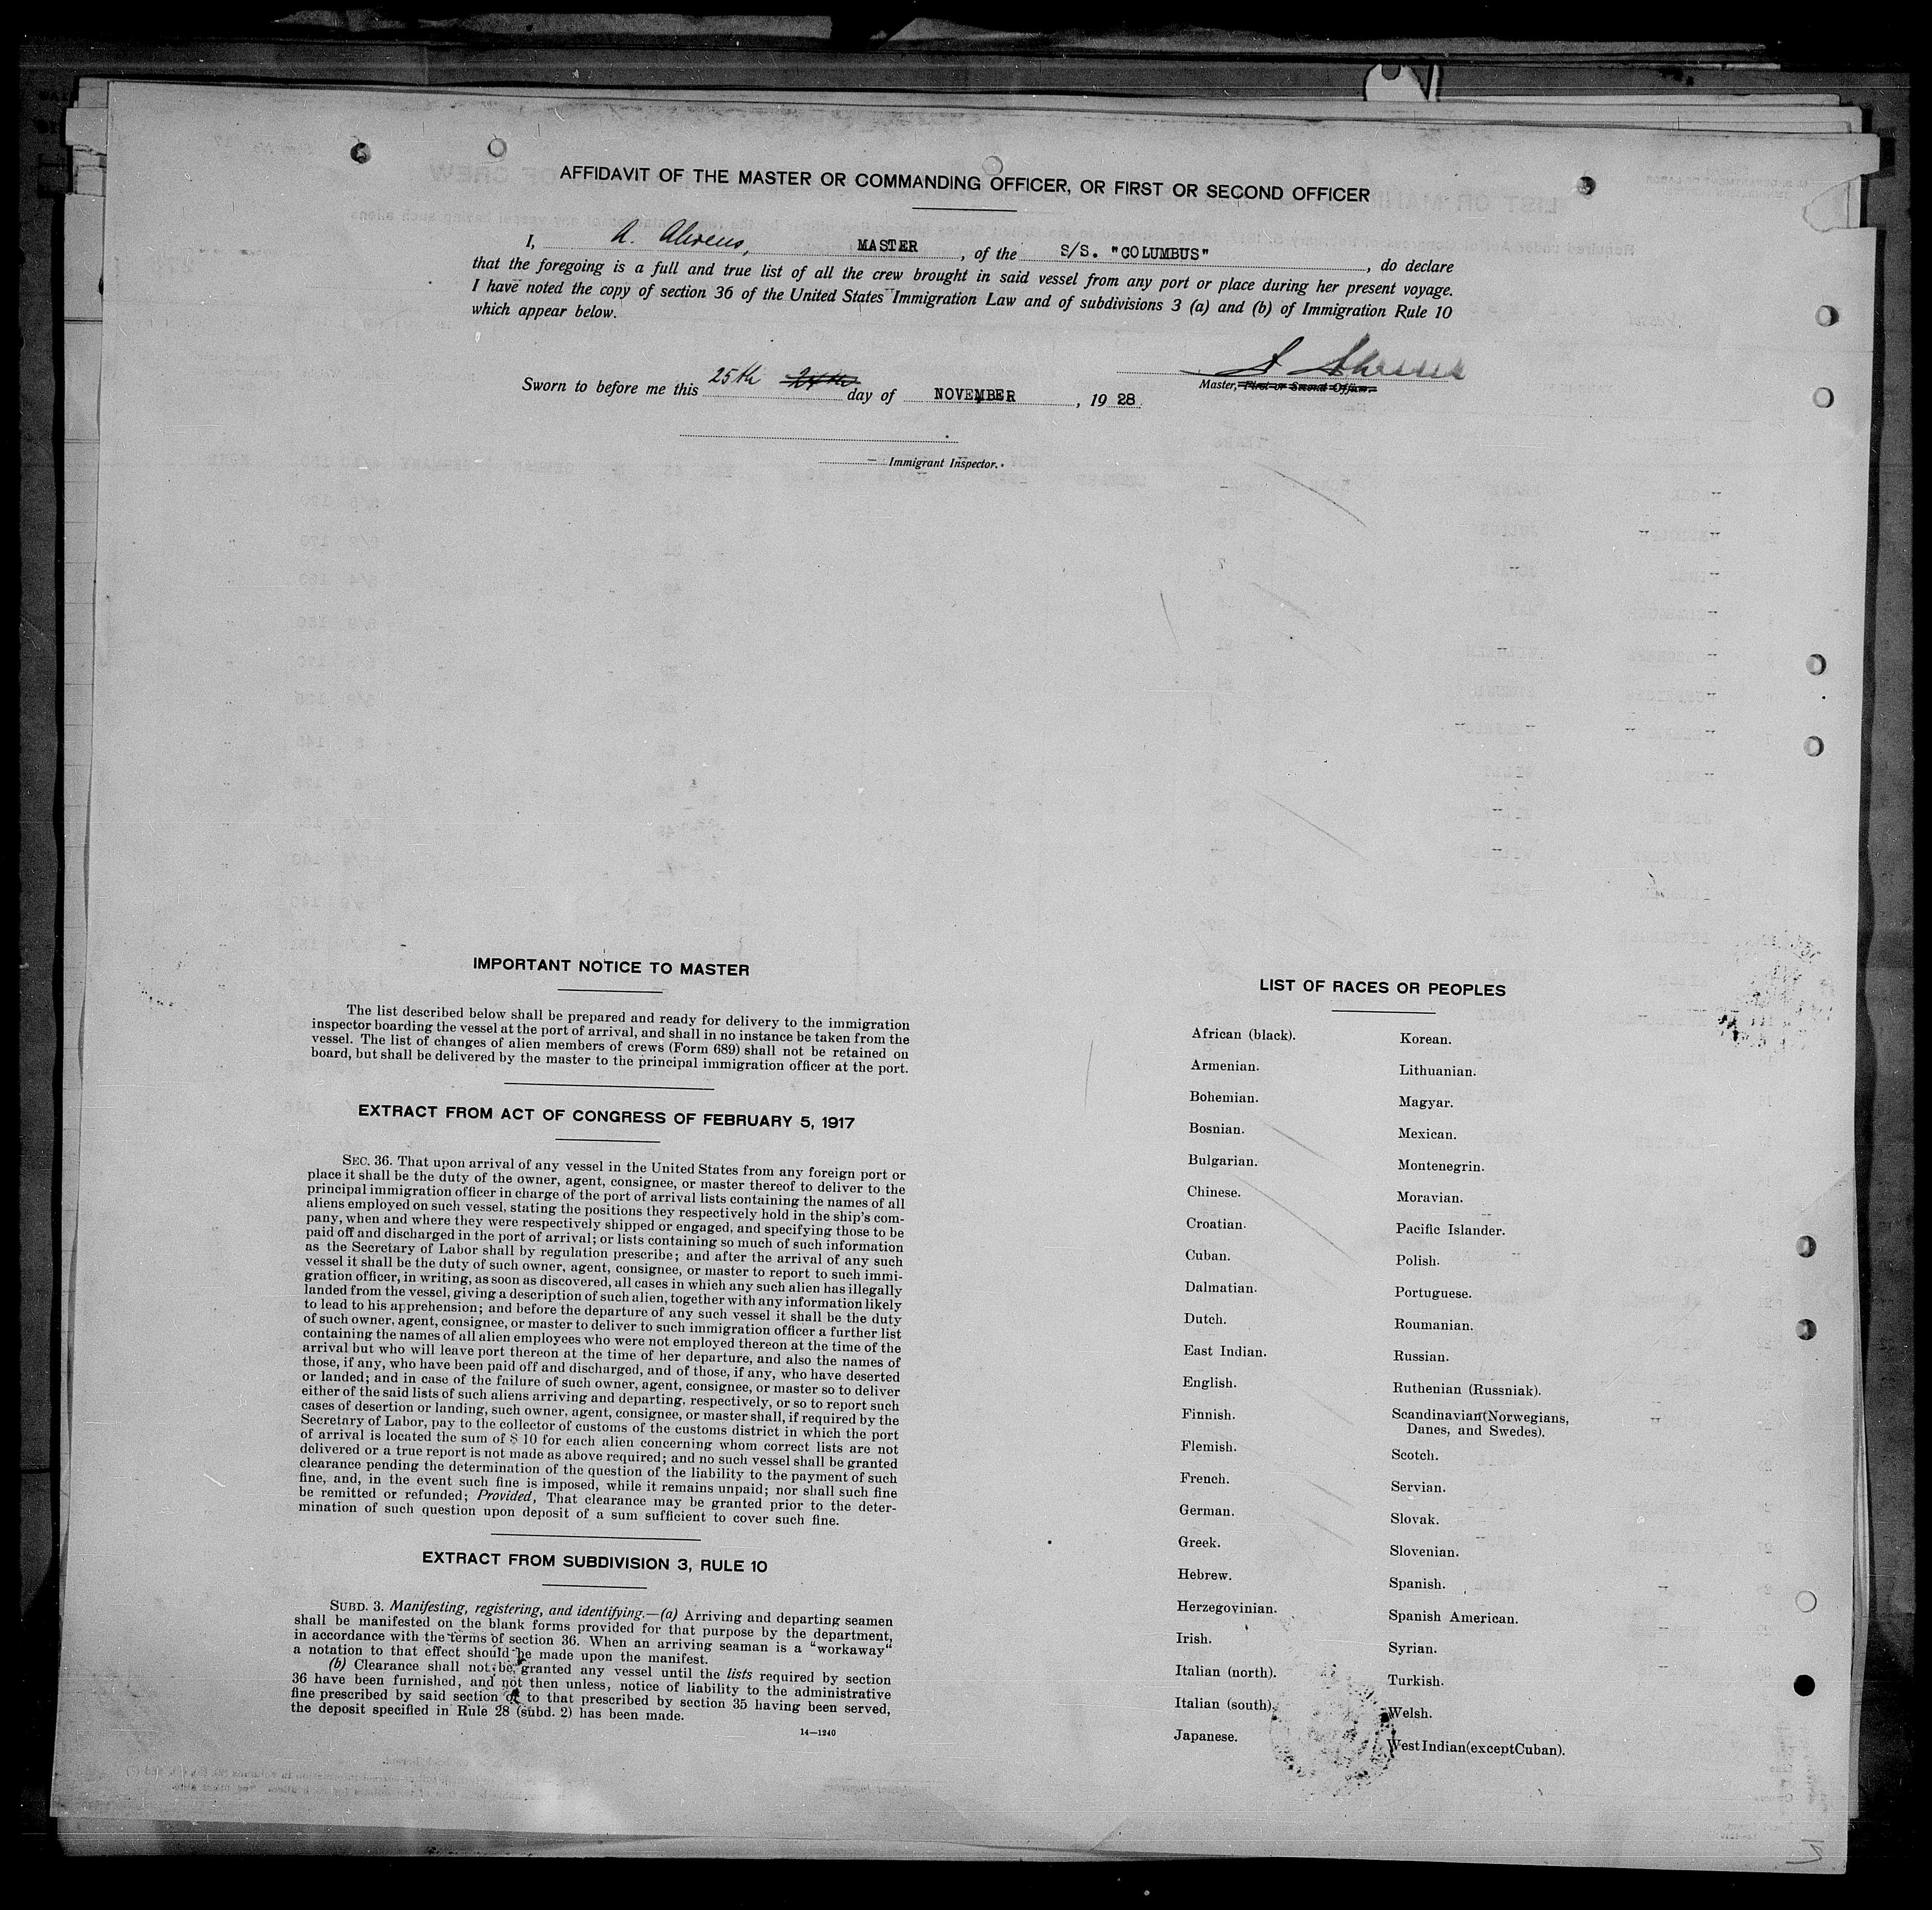 AFFIDAVIT OF THE MASTER OR COMMANDING OFFICER, OR FIRST OR SECOND OFFICER
I, A. Ahrens, MASTER, of the S/S. "COLUMBUS", do declare
that the foregoing is a full and true list of all the crew brought in said vessel from any port or place during her present voyage.
I have noted the copy of section 36 of the United States Immigration Law and of subdivisions 3 (a) and (b) of Immigration Rule 10
which appear below.
A Ahrens
Sworn to before me this 25th 24th day of NOVEMBER, 1928
Master, First or Second Officer.
Immigrant Inspector.
IMPORTANT NOTICE TO MASTER
The list described below shall be prepared and ready for delivery to the immigration
inspector boarding the vessel at the port of arrival, and shall in no instance be taken from the
vessel. The list of changes of alien members of crews (Form 689) shall not be retained on
board, but shall be delivered by the master to the principal immigration officer at the port.
EXTRACT FROM ACT OF CONGRESS OF FEBRUARY 5, 1917
SEC. 36. That upon arrival of any vessel in the United States from any foreign port or
place it shall be the duty of the owner, agent, consignee, or master thereof to deliver to the
principal immigration officer in charge of the port of arrival lists containing the names of all
aliens employed on such vessel, stating the positions they respectively hold in the ship's com-
pany, when and where they were respectively shipped or engaged, and specifying those to be
paid off and discharged in the port of arrival; or lists containing so much of such information
as the Secretary of Labor shall by regulation prescribe; and after the arrival of any such
vessel it shall be the duty of such owner, agent, consignee, or master to report to such immi-
gration officer, in writing, as soon as discovered, all cases in which any such alien has illegally
landed from the vessel, giving a description of such alien, together with any information likely
to lead to his apprehension; and before the departure of any such vessel it shall be the duty
of such owner, agent, consignee, or master to deliver to such immigration officer a further list
containing the names of all alien employees who were not employed thereon at the time of the
arrival but who will leave port thereon at the time of her departure, and also the names of
those, if any, who have been paid off and discharged, and of those, if any, who have deserted
or landed; and in case of the failure of such owner, agent, consignee, or master so to deliver
either of the said lists of such aliens arriving and departing, respectively, or so to report such
cases of desertion or landing, such owner, agent, consignee, or master shall, if required by the
Secretary of Labor, pay to the collector of customs of the customs district in which the port
of arrival is located the sum of $ 10 for each alien concerning whom correct lists are not
delivered or a true report is not made as above required; and no such vessel shall be granted
clearance pending the determination of the question of the liability to the payment of such
fine, and, in the event such fine is imposed, while it remains unpaid; nor shall such fine
be remitted or refunded; Provided, That clearance may be granted prior to the deter-
mination of such question upon deposit of a sum sufficient to cover such fine.
EXTRACT FROM SUBDIVISION 3, RULE 10
SUBD. 3. Manifesting, registering, and identifying.—(a) Arriving and departing seamen
shall be manifested on the blank forms provided for that purpose by the department,
in accordance with the terms of section 36. When an arriving seaman is a "workaway"
a notation to that effect should be made upon the manifest.
(b) Clearance shall not be granted any vessel until the lists required by section
36 have been furnished, and not then unless, notice of liability to the administrative
fine prescribed by said section or to that prescribed by section 35 having been served,
the deposit specified in Rule 28 (subd. 2) has been made.
14—1240
LIST OF RACES OR PEOPLES
African (black).
Armenian.
Bohemian.
Bosnian.
Bulgarian.
Chinese.
Croatian.
Cuban.
Dalmatian.
Dutch.
East Indian.
English.
Finnish.
Flemish.
French.
German.
Greek.
Hebrew.
Herzegovinian.
Irish.
Italian (north).
Italian (south).
Japanese.
Korean.
Lithuanian.
Magyar.
Mexican.
Montenegrin.
Moravian.
Pacific Islander.
Polish.
Portuguese.
Roumanian.
Russian.
Ruthenian (Russniak).
Scandinavian (Norwegians,
Danes, and Swedes).
Scotch.
Servian.
Slovak.
Slovenian.
Spanish.
Spanish American.
Syrian.
Turkish.
Welsh.
West Indian (except Cuban).